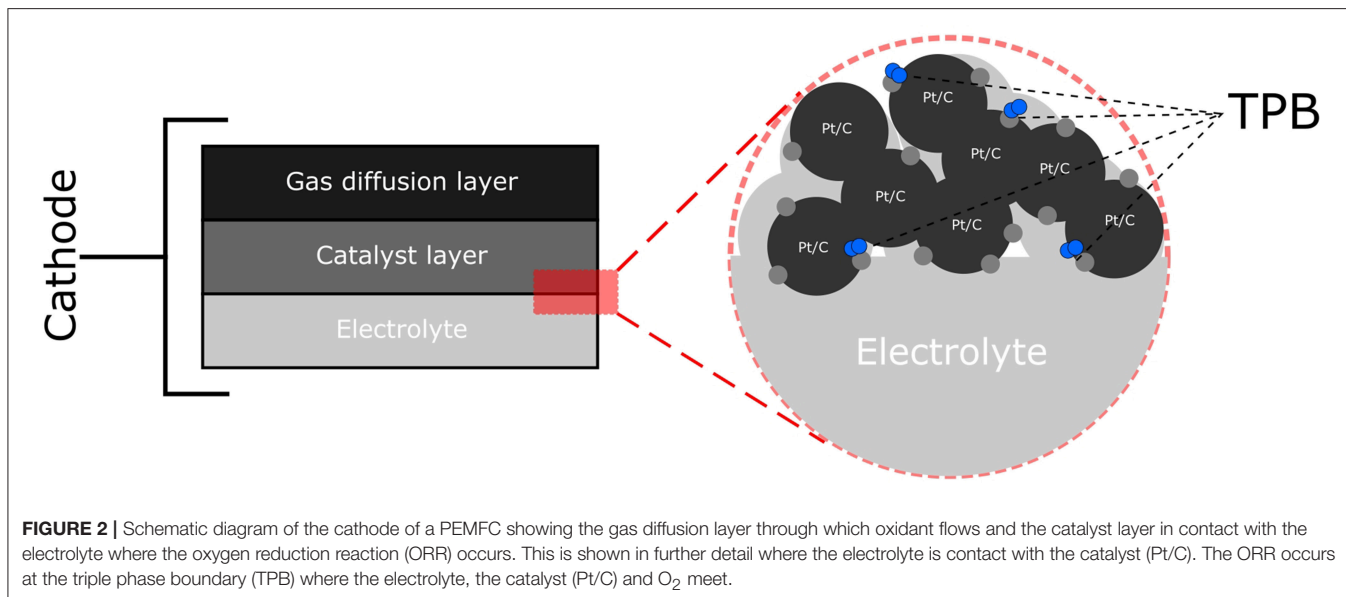 Cathode
Gas diffusion layer
Catalyst layer
Electrolyte
Pt/C
Pt/C
Pt/C
Pt/C
Pt/C
Pt/C
Pt/C
Pt/C
Electrolyte
TPB
FIGURE 2 | Schematic diagram of the cathode of a PEMFC showing the gas diffusion layer through which oxidant flows and the catalyst layer in contact with the
electrolyte where the oxygen reduction reaction (ORR) occurs. This is shown in further detail where the electrolyte is contact with the catalyst (Pt/C). The ORR occurs
at the triple phase boundary (TPB) where the electrolyte, the catalyst (Pt/C) and O₂ meet.